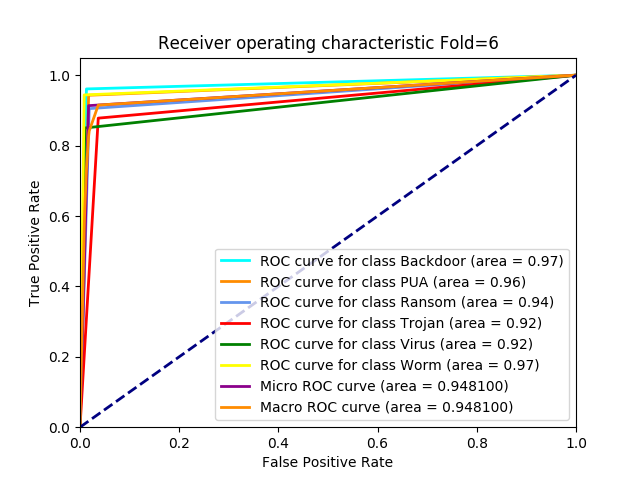 Receiver operating characteristic Fold=6
True Positive Rate
1.0
0.8
0.6
0.4
0.2
0.0
ROC curve for class Backdoor (area = 0.97)
ROC curve for class PUA (area = 0.96)
ROC curve for class Ransom (area = 0.94)
ROC curve for class Trojan (area = 0.92)
ROC curve for class Virus (area = 0.92)
ROC curve for class Worm (area = 0.97)
Micro ROC curve (area = 0.948100)
Macro ROC curve (area = 0.948100)
0.0 0.2 0.4 0.6 0.8 1.0
False Positive Rate